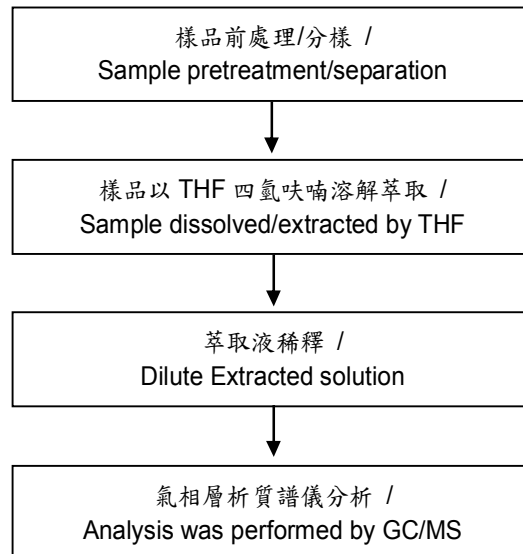 樣品前處理/分樣 /
Sample pretreatment/separation
樣品以 THF 四氫呋喃溶解萃取 /
Sample dissolved/extracted by THF
萃取液稀釋 /
Dilute Extracted solution
氣相層析質譜儀分析 /
Analysis was performed by GC/MS